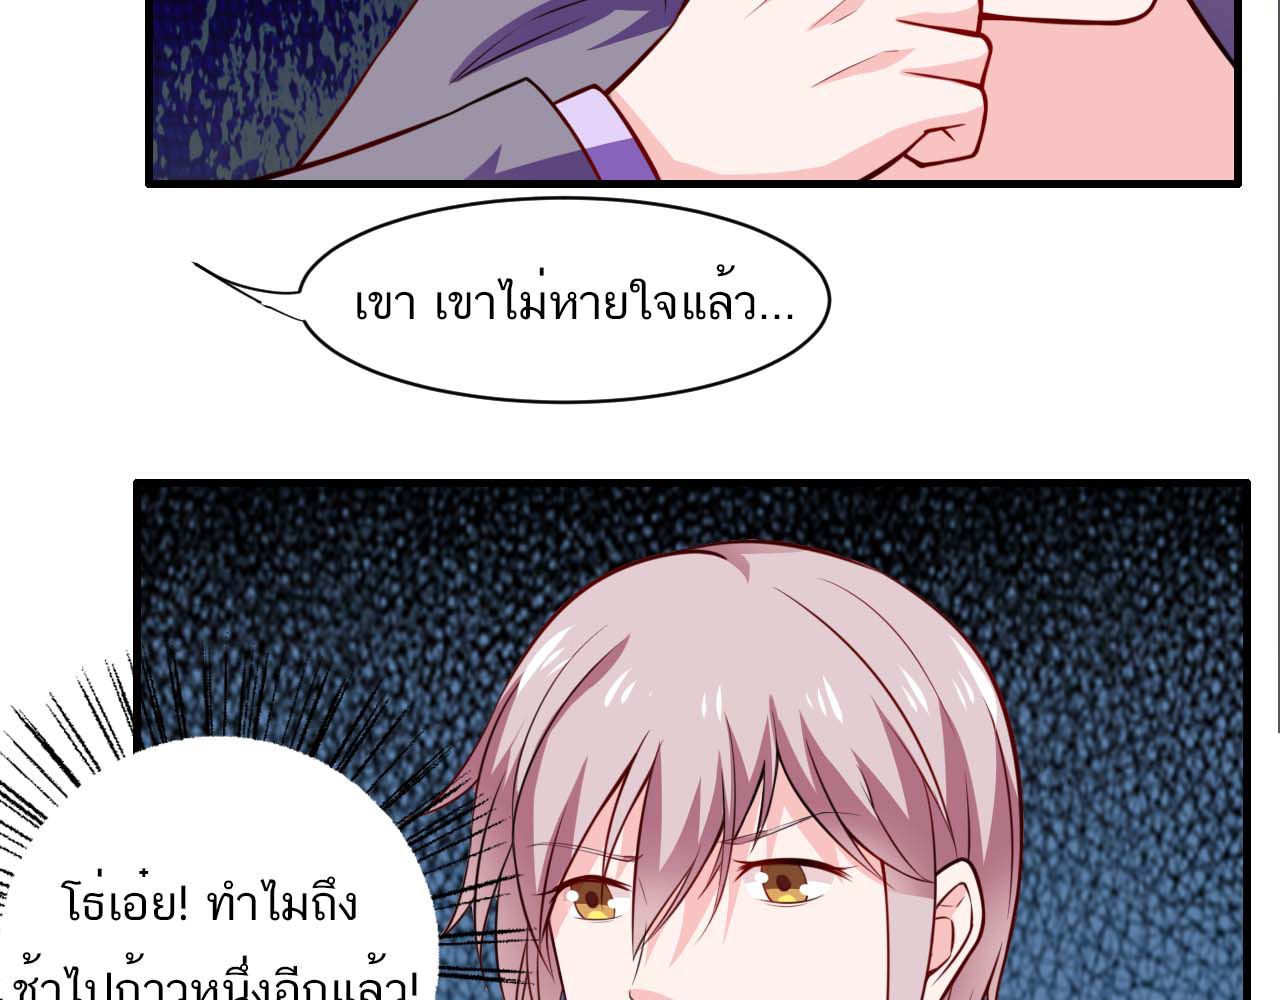 เขา เขาไม่หายใจแล้ว...
โธ่เอ๋ย! ทำไมถึง
ช้าไปก้าวหนึ่งอีกแล้ว!